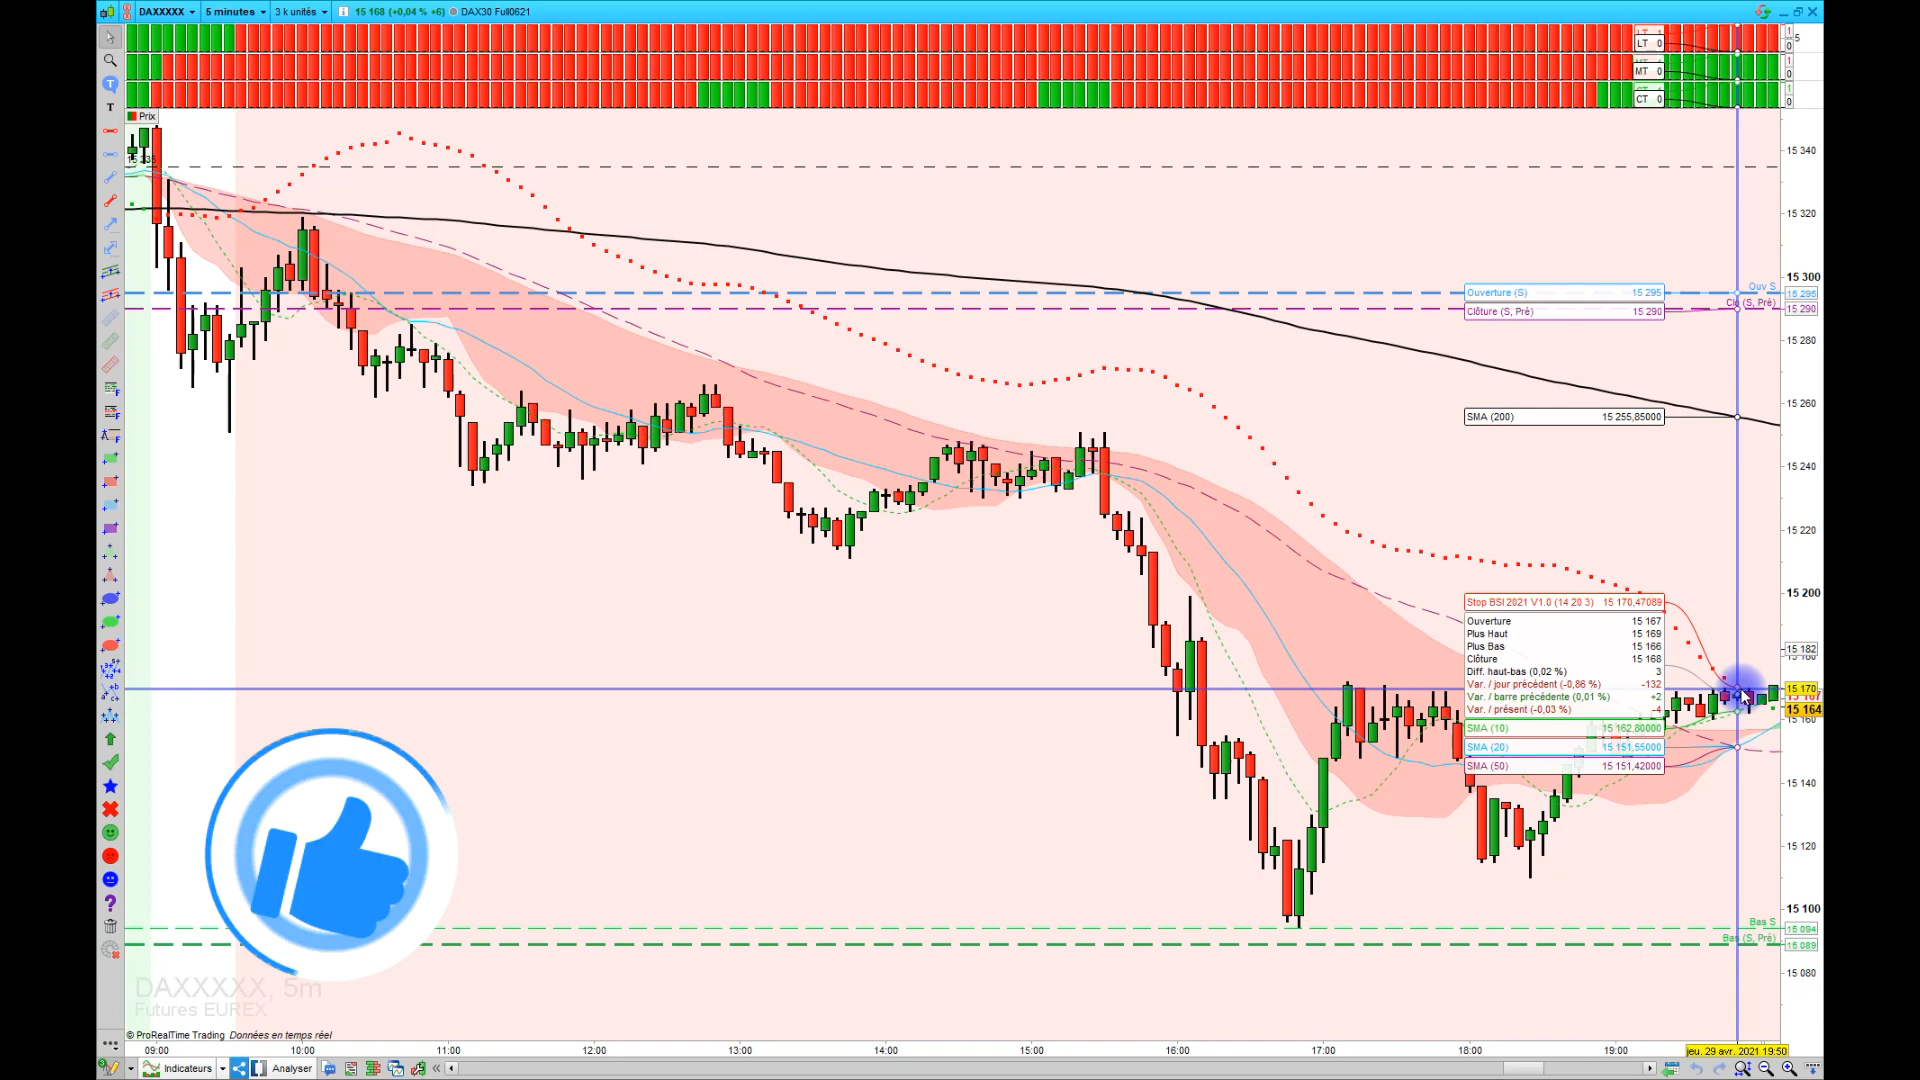 DAXXXXX 5 minutes 3 k unités i 15 168 (+0,04 % +6) DAX30 Full0621
LT 0
MT 0
CT 0
Prix
15 340
15 320
15 300
Ouverture (S) 15 295
Ouv S
15 295
Clôture (S, Pré) 15 290
15 290
15 280
15 260
SMA (200) 15 255,85000
15 240
15 220
15 200
Stop BSI 2021 V1.0 (14 20 3) 15 170,47089
Ouverture 15 167
Plus Haut 15 169
Plus Bas 15 166
Clôture 15 168
Diff. haut-bas (0,02 %) 3
Var. / jour précédent (-0,86 %) -132
Var. / barre précédente (0,01 %) +2
Var. / présent (-0,03 %) -4
SMA (10) 15 162,80000
SMA (20) 15 151,55000
SMA (50) 15 151,42000
15 182
15 170
15 164
15 160
15 140
15 120
15 100
Bas S
15 094
Bas (S, Pré)
15 089
15 080
DAXXXXX, 5m
Futures EUREX
© ProRealTime Trading Données en temps réel
09:00 10:00 11:00 12:00 13:00 14:00 15:00 16:00 17:00 18:00 19:00 jeu. 29 avr. 2021 19:50
Indicateurs Analyser